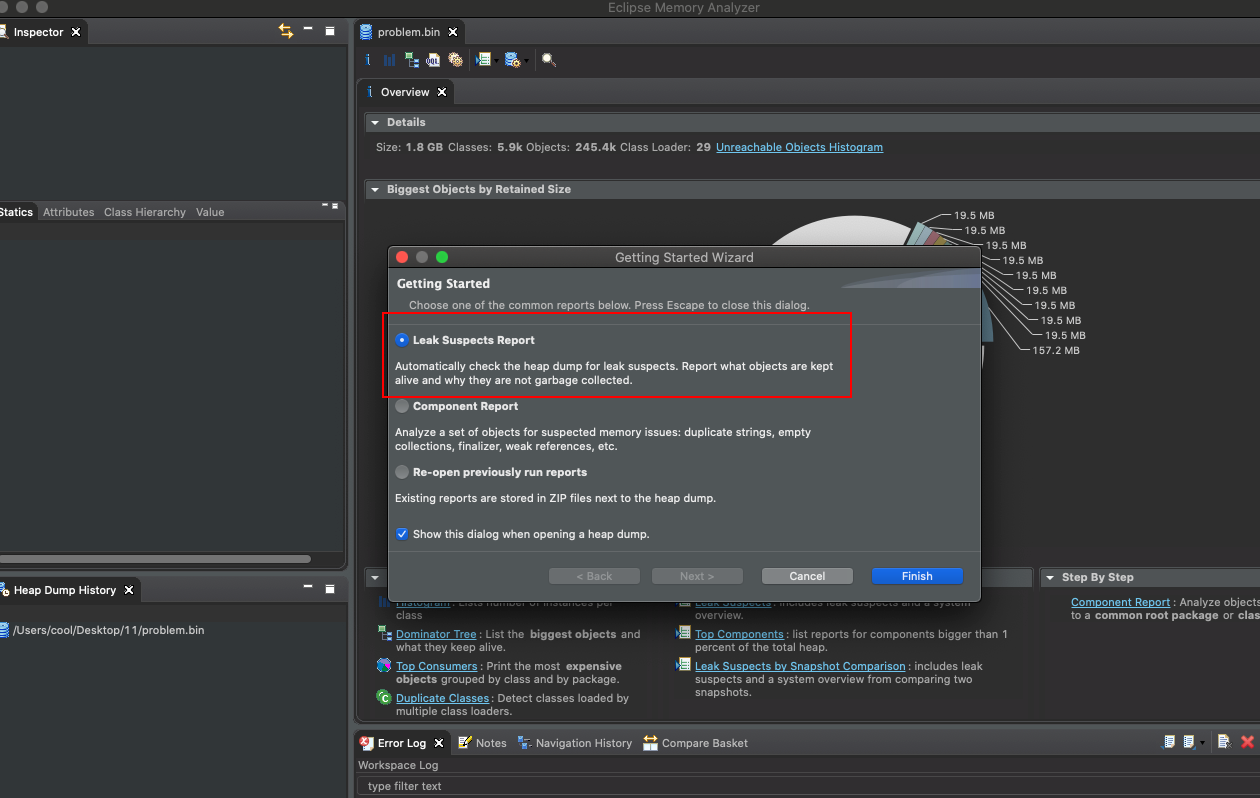 Eclipse Memory Analyzer
Inspector
problem.bin
Overview
Details
Size: 1.8 GB Classes: 5.9k Objects: 245.4k Class Loader: 29 Unreachable Objects Histogram
Biggest Objects by Retained Size
Statics Attributes Class Hierarchy Value
19.5 MB
19.5 MB
19.5 MB
19.5 MB
19.5 MB
19.5 MB
19.5 MB
19.5 MB
19.5 MB
157.2 MB
Getting Started Wizard
Getting Started
Choose one of the common reports below. Press Escape to close this dialog.
Leak Suspects Report
Automatically check the heap dump for leak suspects. Report what objects are kept
alive and why they are not garbage collected.
Component Report
Analyze a set of objects for suspected memory issues: duplicate strings, empty
collections, finalizer, weak references, etc.
Re-open previously run reports
Existing reports are stored in ZIP files next to the heap dump.
Show this dialog when opening a heap dump.
< Back Next > Cancel Finish
Heap Dump History
/Users/cool/Desktop/11/problem.bin
Histogram: Lists number of instances per
class
Dominator Tree: List the biggest objects and
what they keep alive.
Top Consumers: Print the most expensive
objects grouped by class and by package.
Duplicate Classes: Detect classes loaded by
multiple class loaders.
Leak Suspects: includes leak suspects and a system
overview.
Top Components: list reports for components bigger than 1
percent of the total heap.
Leak Suspects by Snapshot Comparison: includes leak
suspects and a system overview from comparing two
snapshots.
Step By Step
Component Report: Analyze objects
to a common root package or clas
Error Log Notes Navigation History Compare Basket
Workspace Log
type filter text